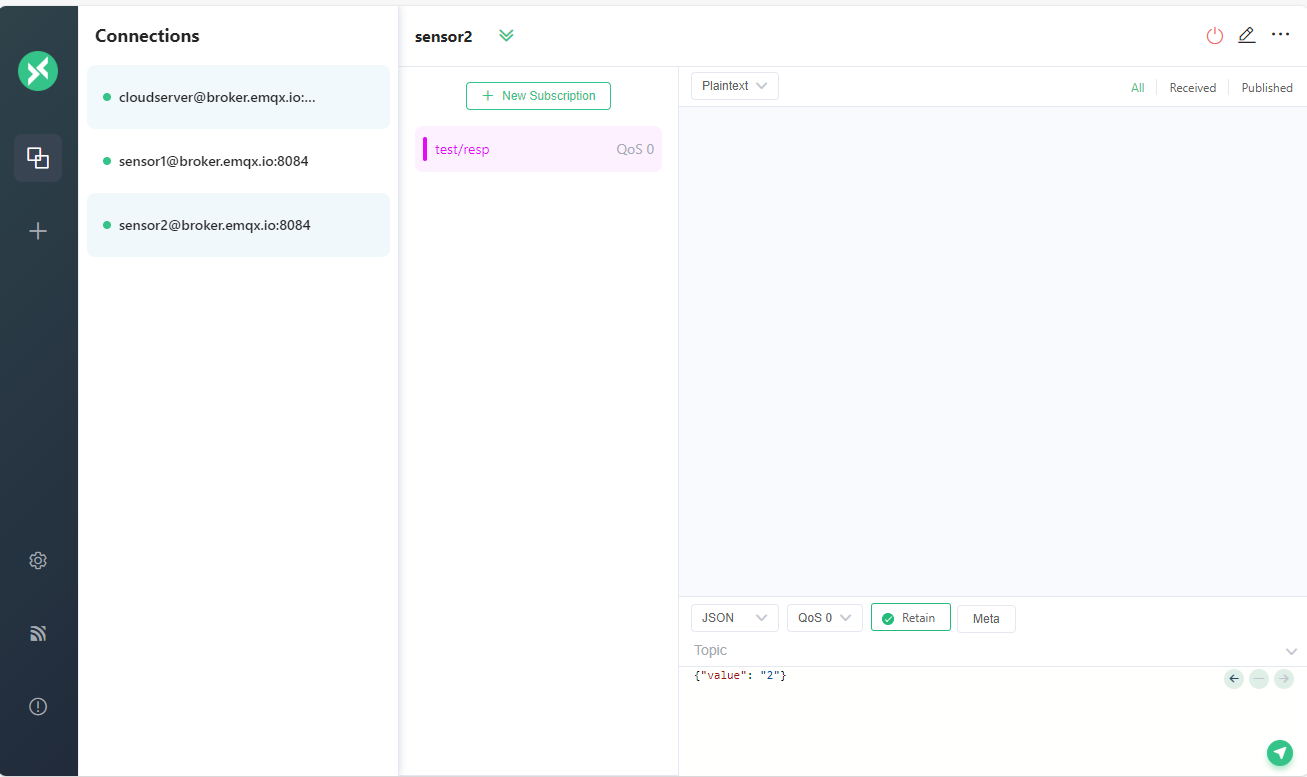 Connections
cloudserver@broker.emqx.io:...
sensor1@broker.emqx.io:8084
sensor2@broker.emqx.io:8084
sensor2
New Subscription
test/resp QoS 0
Plaintext
All Received Published
JSON QoS 0 Retain Meta
Topic
{"value": "2"}